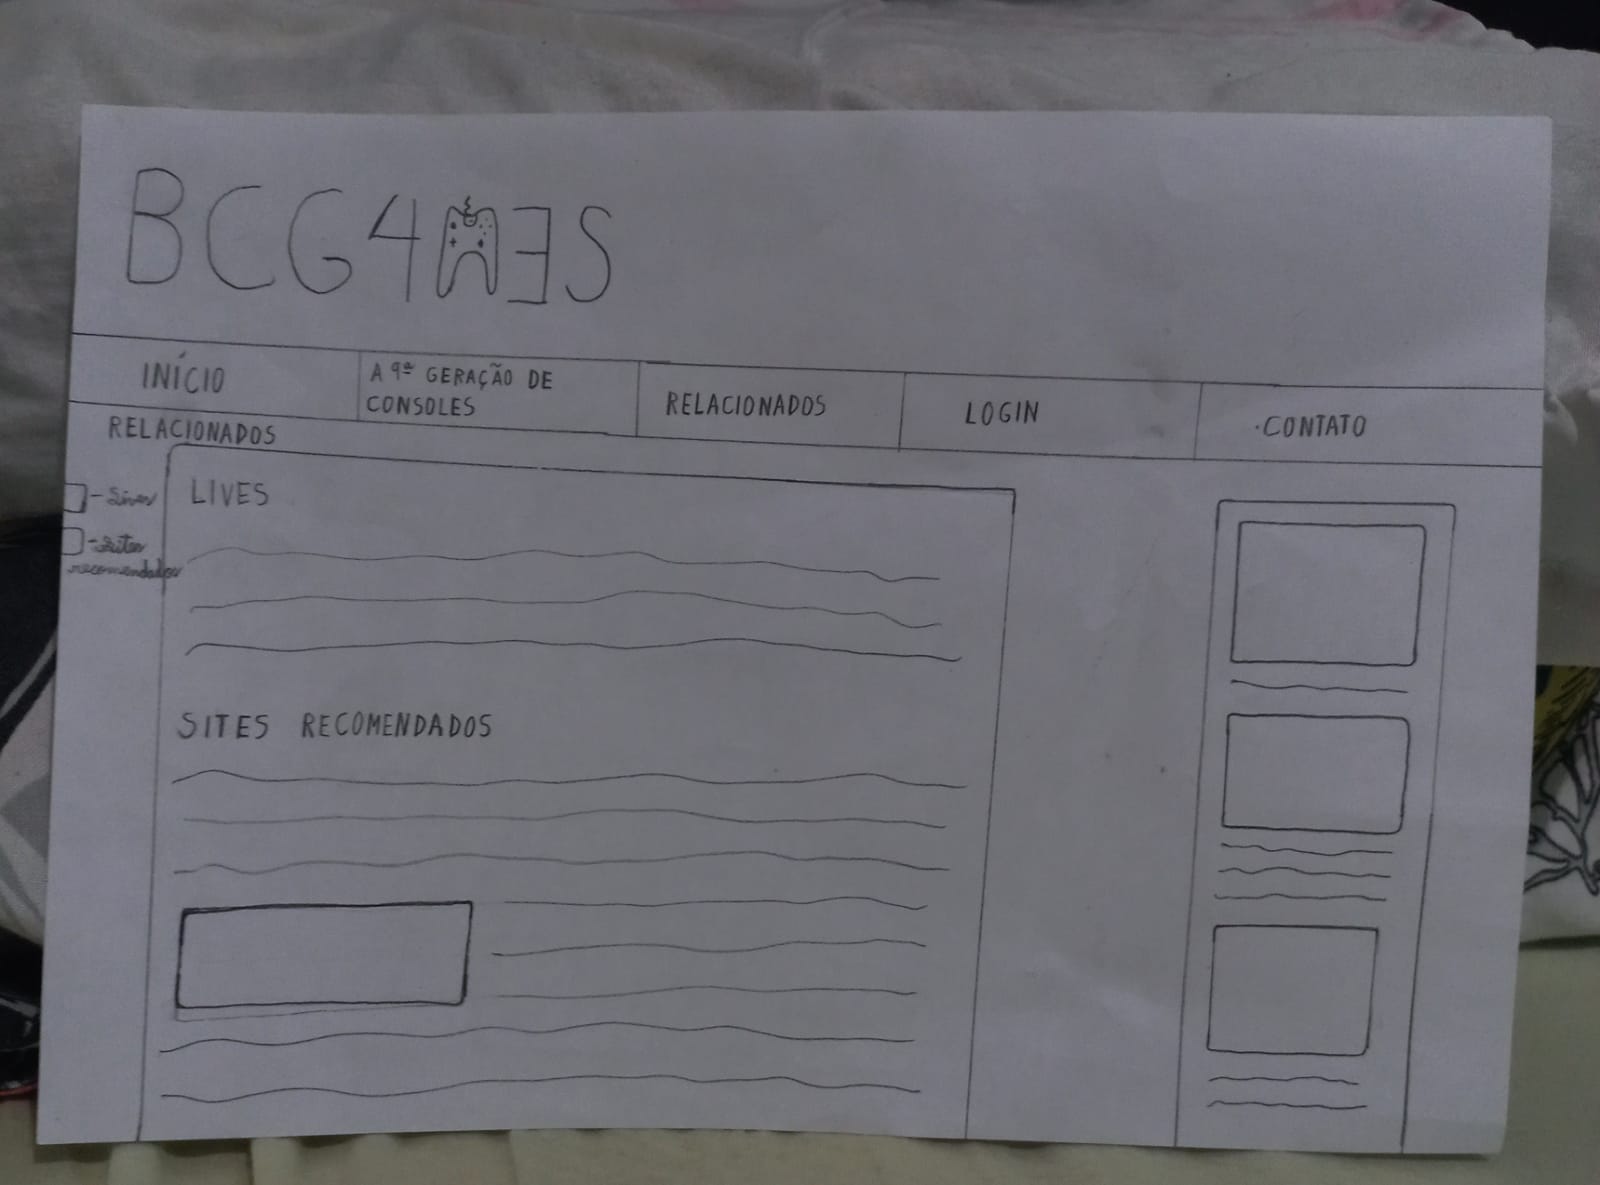 BCG4MES
INÍCIO
A 9ª GERAÇÃO DE
CONSOLES
RELACIONADOS
LOGIN
·CONTATO
RELACIONADOS
-Lives
-Sites
recomendados
LIVES
SITES RECOMENDADOS